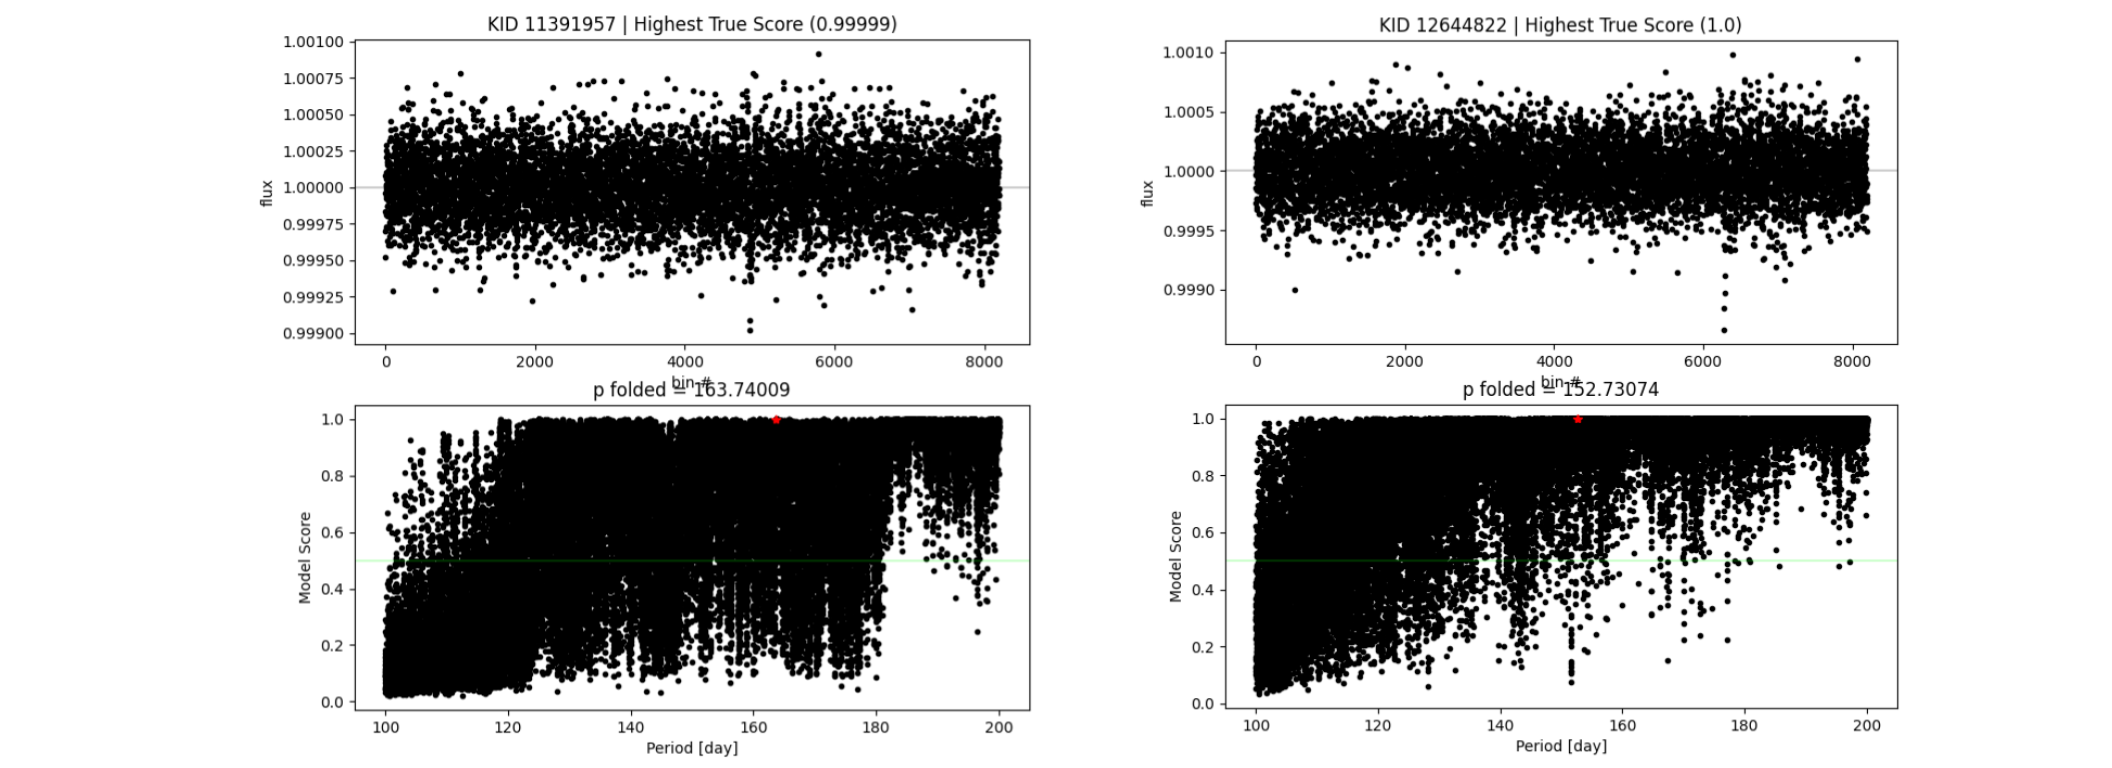 KID 11391957 | Highest True Score (0.99999)
1.00100
1.00075
1.00050
1.00025
1.00000
0.99975
0.99950
0.99925
0.99900
flux
0 2000 4000 6000 8000
bin #
p folded = 163.74009
1.0
0.8
0.6
0.4
0.2
0.0
Model Score
100 120 140 160 180 200
Period [day]
KID 12644822 | Highest True Score (1.0)
1.0010
1.0005
1.0000
0.9995
0.9990
flux
0 2000 4000 6000 8000
bin #
p folded = 152.73074
1.0
0.8
0.6
0.4
0.2
0.0
Model Score
100 120 140 160 180 200
Period [day]